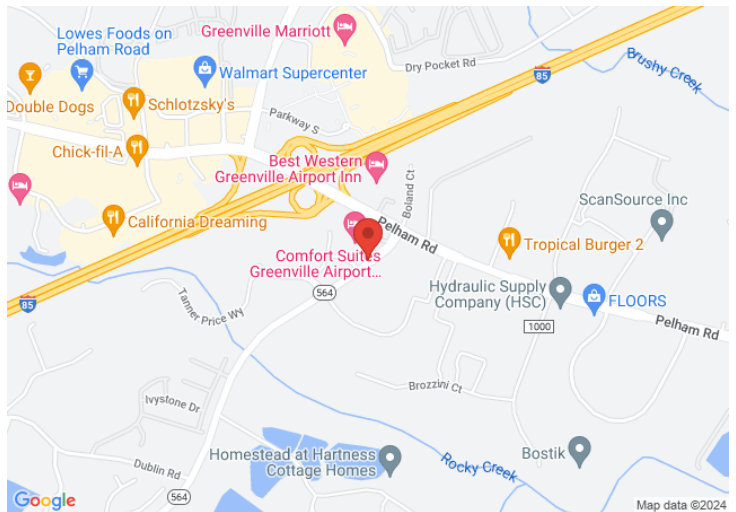 Greenville Marriott
Lowes Foods on
Pelham Road
Dry Pocket Rd
Brushy Creek
Walmart Supercenter
85
Double Dogs
Schlotzsky's
Parkway S
Chick-fil-A
Best Western
Greenville Airport Inn
Boland Ct
ScanSource Inc
California Dreaming
Pelham Rd
Tropical Burger 2
Comfort Suites
Greenville Airport...
Hydraulic Supply
Company (HSC)
FLOORS
85
Tanner Price Wy
564
1000
Pelham Rd
Brozzini Ct
Ivystone Dr
Homestead at Hartness
Cottage Homes
Rocky Creek
Bostik
Dublin Rd
564
Google
Map data ©2024